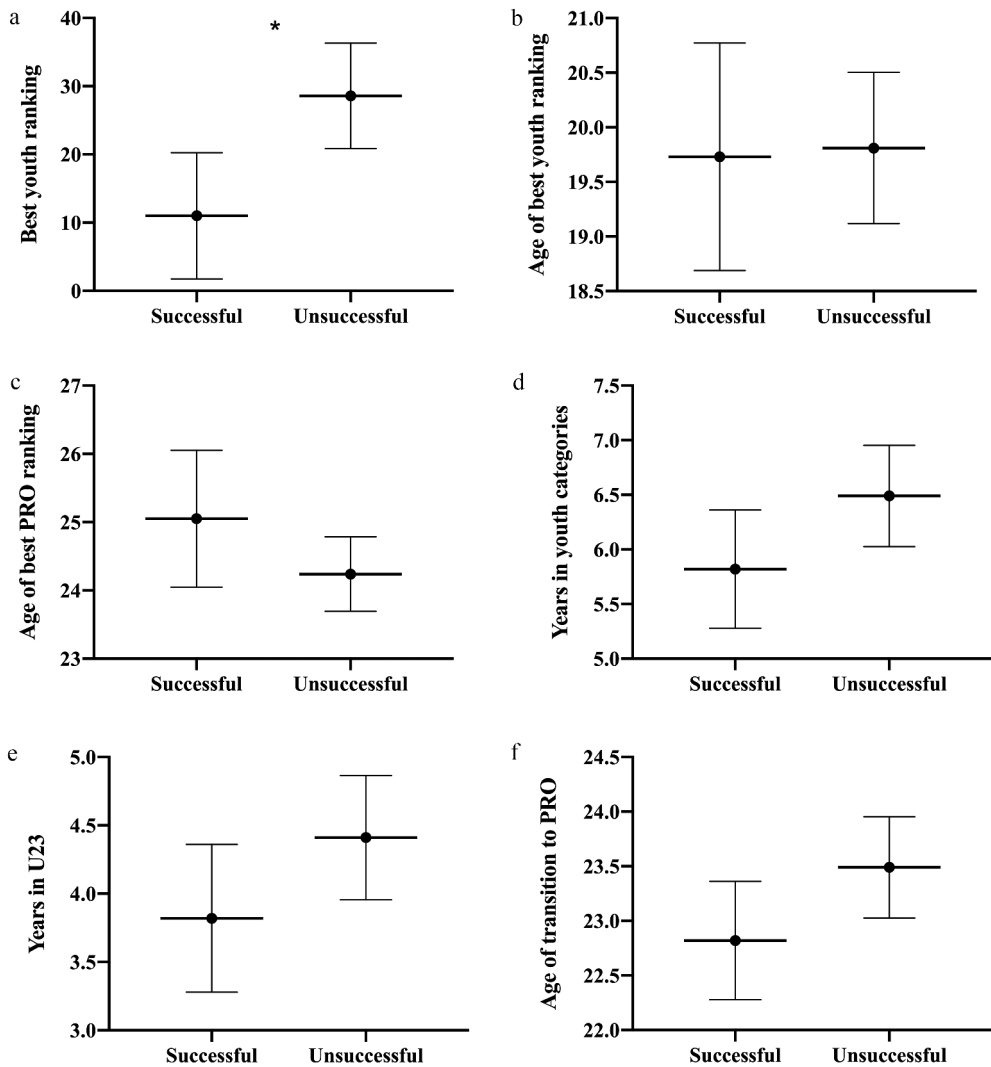 a
Best youth ranking
40
30
20
10
0
*
Successful
Unsuccessful
b
Age of best youth ranking
21.0
20.5
20.0
19.5
19.0
18.5
Successful
Unsuccessful
c
Age of best PRO ranking
27
26
25
24
23
Successful
Unsuccessful
d
Years in youth categories
7.5
7.0
6.5
6.0
5.5
5.0
Successful
Unsuccessful
e
Years in U23
5.0
4.5
4.0
3.5
3.0
Successful
Unsuccessful
f
Age of transition to PRO
24.5
24.0
23.5
23.0
22.5
22.0
Successful
Unsuccessful